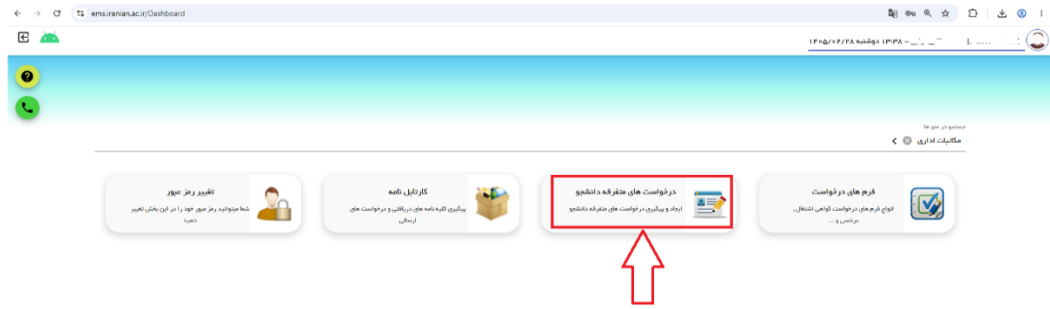 ems.iranian.ac.ir/Dashboard
۱۳:۳۸ دوشنبه ۱۴۰۵/۰۲/۲۸
جستجو در منو ها
مکاتبات اداری
فرم های درخواست
انواع فرم های درخواست گواهی اشتغال،
مرخصی و ...
درخواست های متفرقه دانشجو
ایجاد و پیگیری درخواست های متفرقه دانشجو
کارتابل نامه
پیگیری کلیه نامه های دریافتی و درخواست های
ارسالی
تغییر رمز عبور
شما میتوانید رمز عبور خود را در این بخش تغییر
دهید